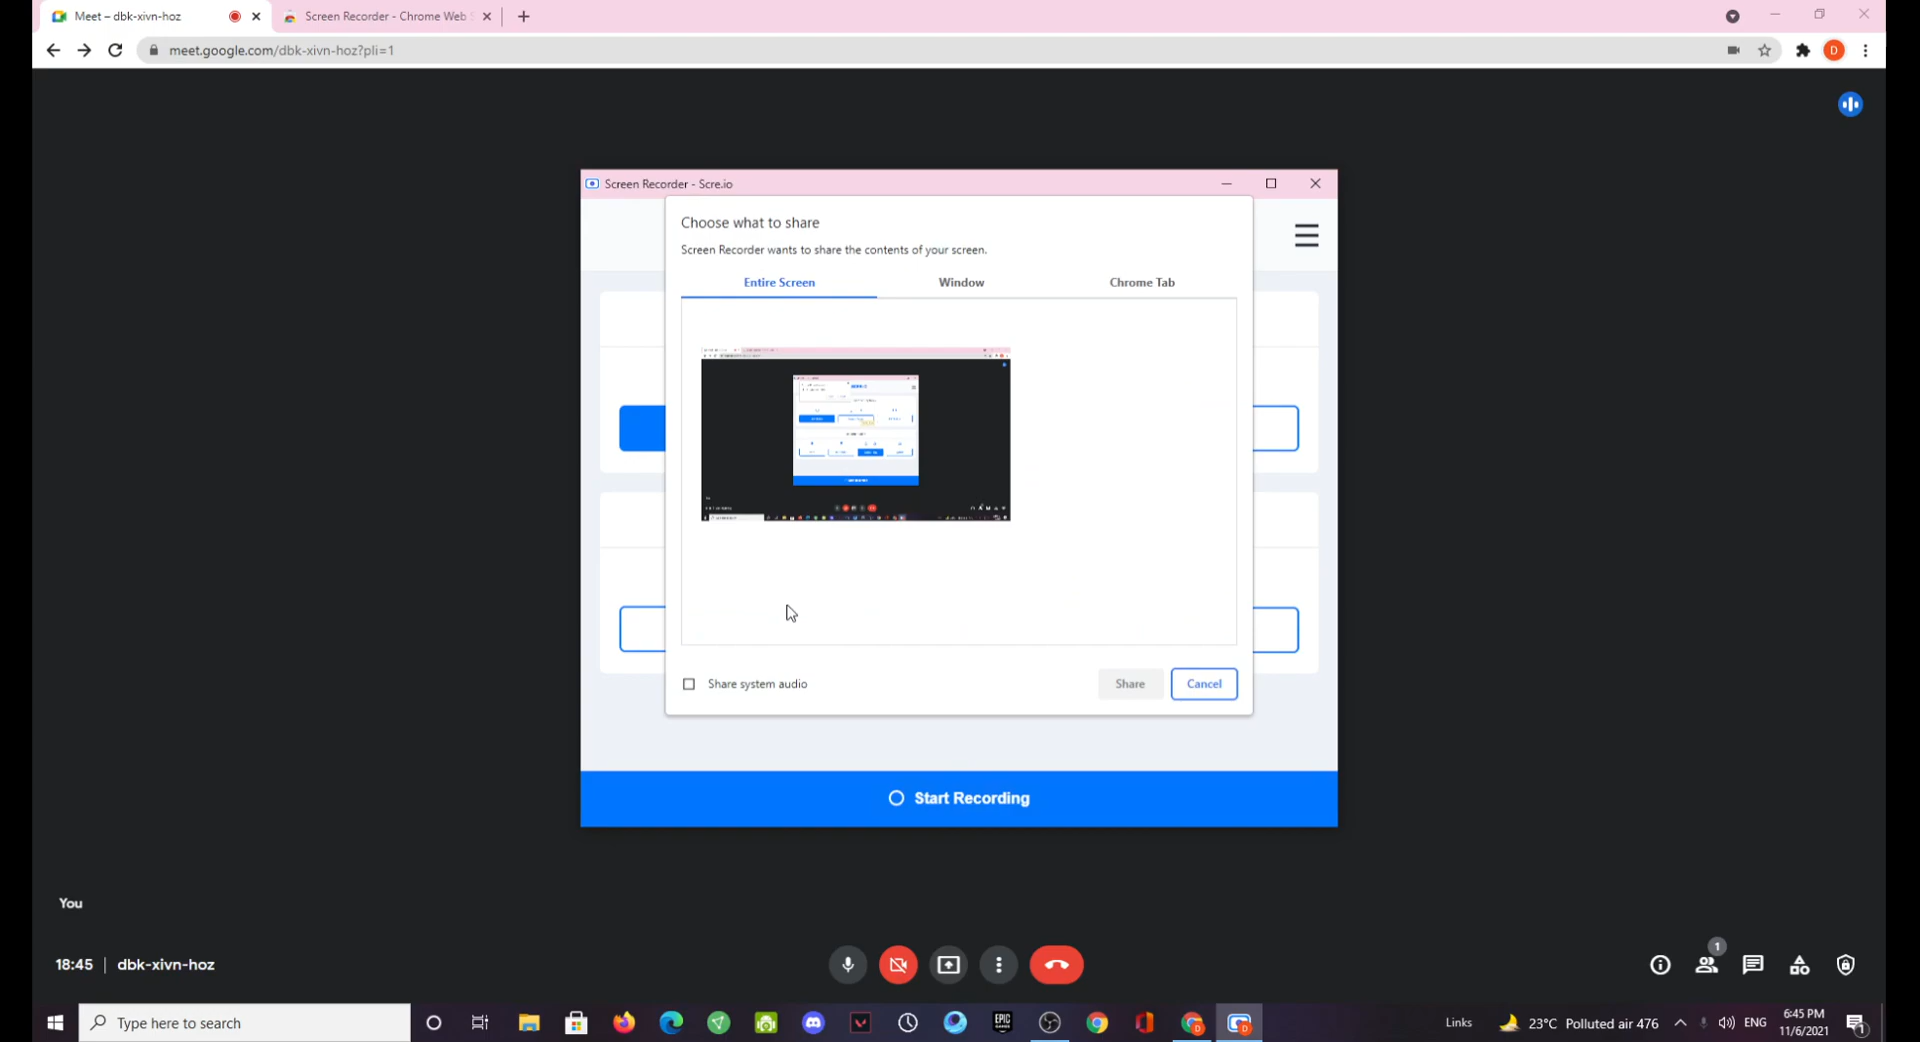 Meet – dbk-xivn-hoz
Screen Recorder - Chrome Web
meet.google.com/dbk-xivn-hoz?pli=1
D
Screen Recorder - Scre.io
Choose what to share
Screen Recorder wants to share the contents of your screen.
Entire Screen
Window
Chrome Tab
Share system audio
Share
Cancel
Start Recording
You
18:45 | dbk-xivn-hoz
1
Type here to search
EPIC
Links
23°C Polluted air 476
ENG
6:45 PM
11/6/2021
1